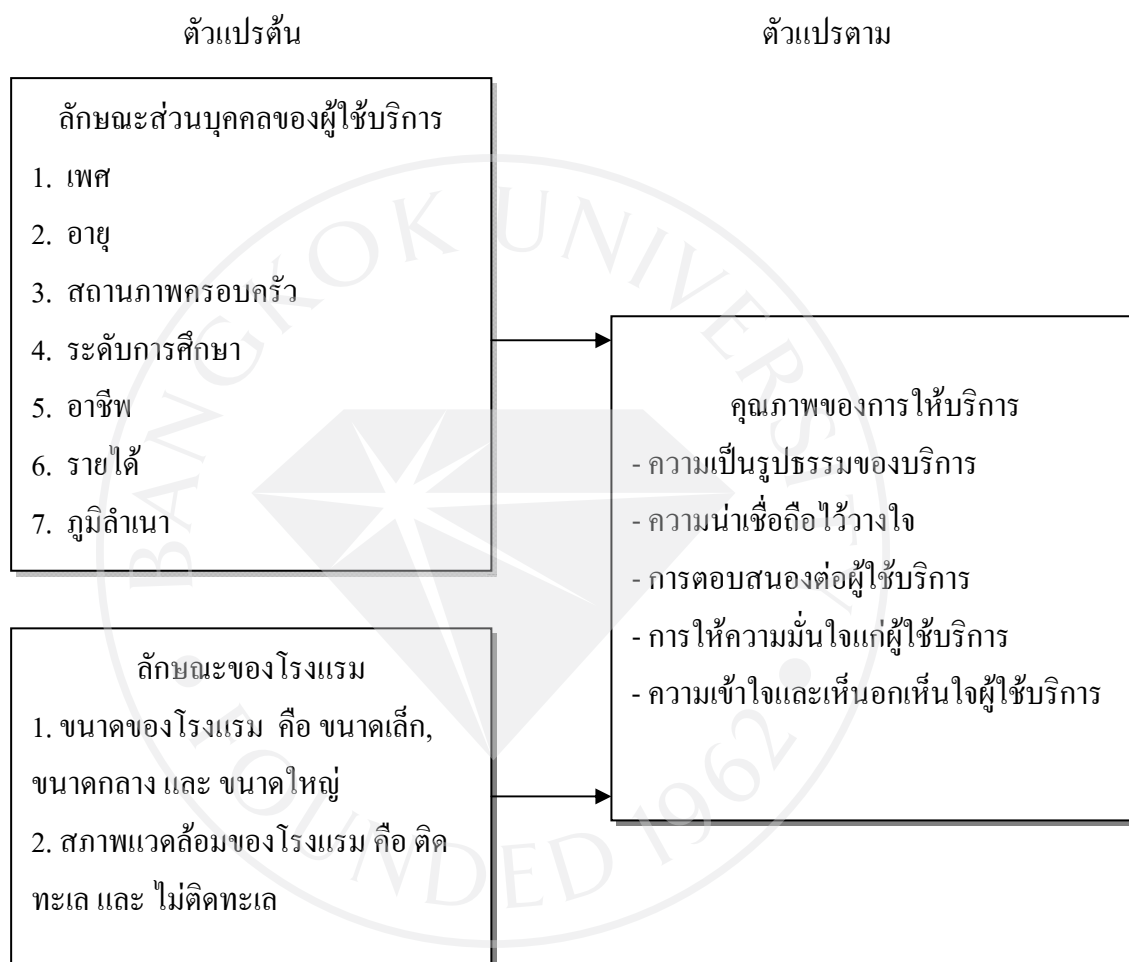 ตัวแปรต้น
ตัวแปรตาม
ลักษณะส่วนบุคคลของผู้ใช้บริการ
1. เพศ
2. อายุ
3. สถานภาพครอบครัว
4. ระดับการศึกษา
5. อาชีพ
6. รายได้
7. ภูมิลำเนา
ลักษณะของโรงแรม
1. ขนาดของโรงแรม คือ ขนาดเล็ก,
ขนาดกลาง และ ขนาดใหญ่
2. สภาพแวดล้อมของโรงแรม คือ ติด
ทะเล และ ไม่ติดทะเล
คุณภาพของการให้บริการ
- ความเป็นรูปธรรมของบริการ
- ความน่าเชื่อถือไว้วางใจ
- การตอบสนองต่อผู้ใช้บริการ
- การให้ความมั่นใจแก่ผู้ใช้บริการ
- ความเข้าใจและเห็นอกเห็นใจผู้ใช้บริการ
BANGKOK UNIVERSITY
FOUNDED 1962